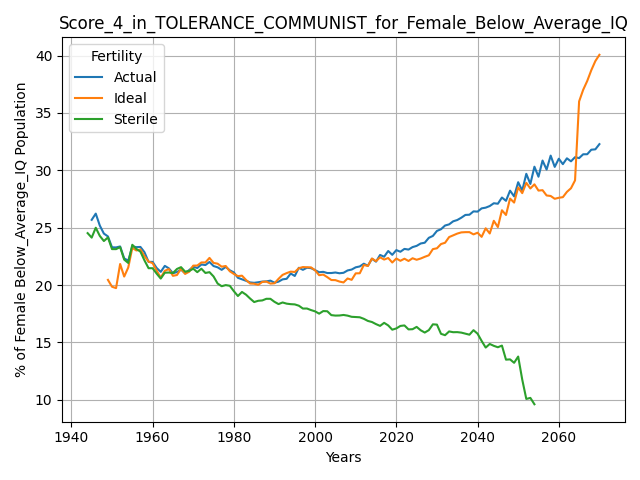 Score_4_in_TOLERANCE_COMMUNIST_for_Female_Below_Average_IQ
Fertility
Actual
Ideal
Sterile
% of Female Below_Average_IQ Population
40
35
30
25
20
15
10
1940 1960 1980 2000 2020 2040 2060
Years